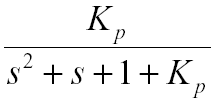 K_p
s^2 + s + 1 + K_p